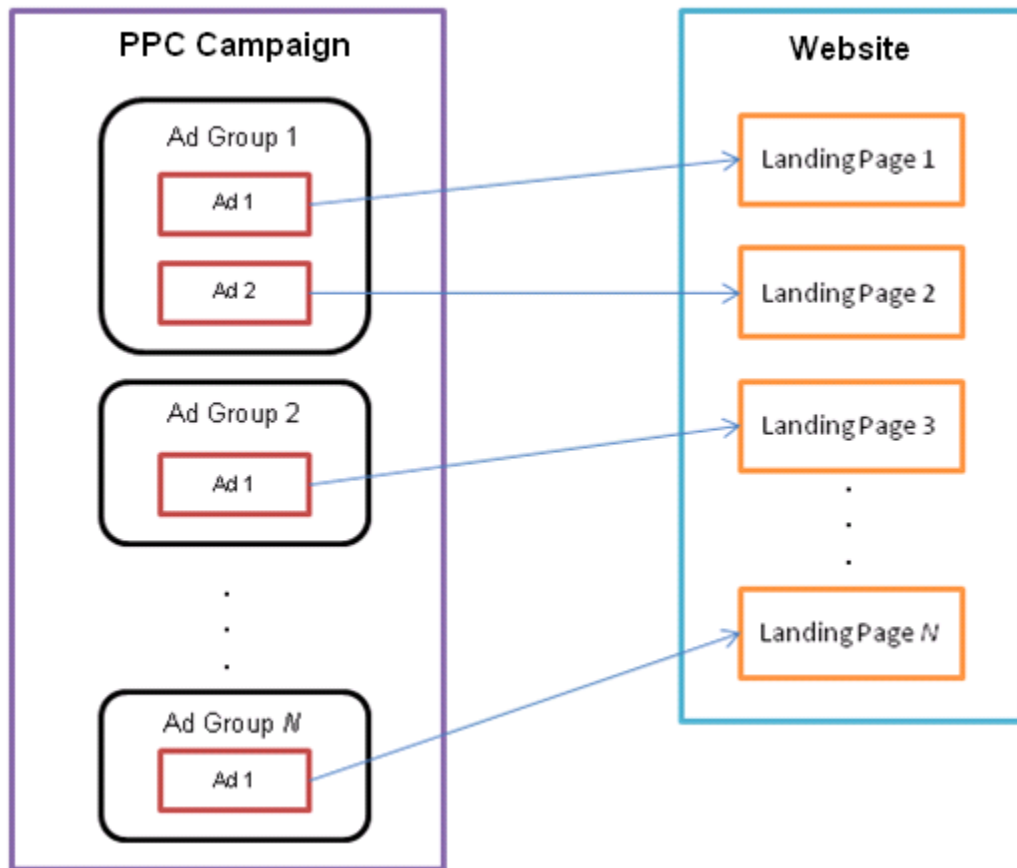 PPC Campaign
Ad Group 1
Ad 1
Ad 2
Ad Group 2
Ad 1
.
.
.
Ad Group N
Ad 1
Website
Landing Page 1
Landing Page 2
Landing Page 3
.
.
.
Landing Page N